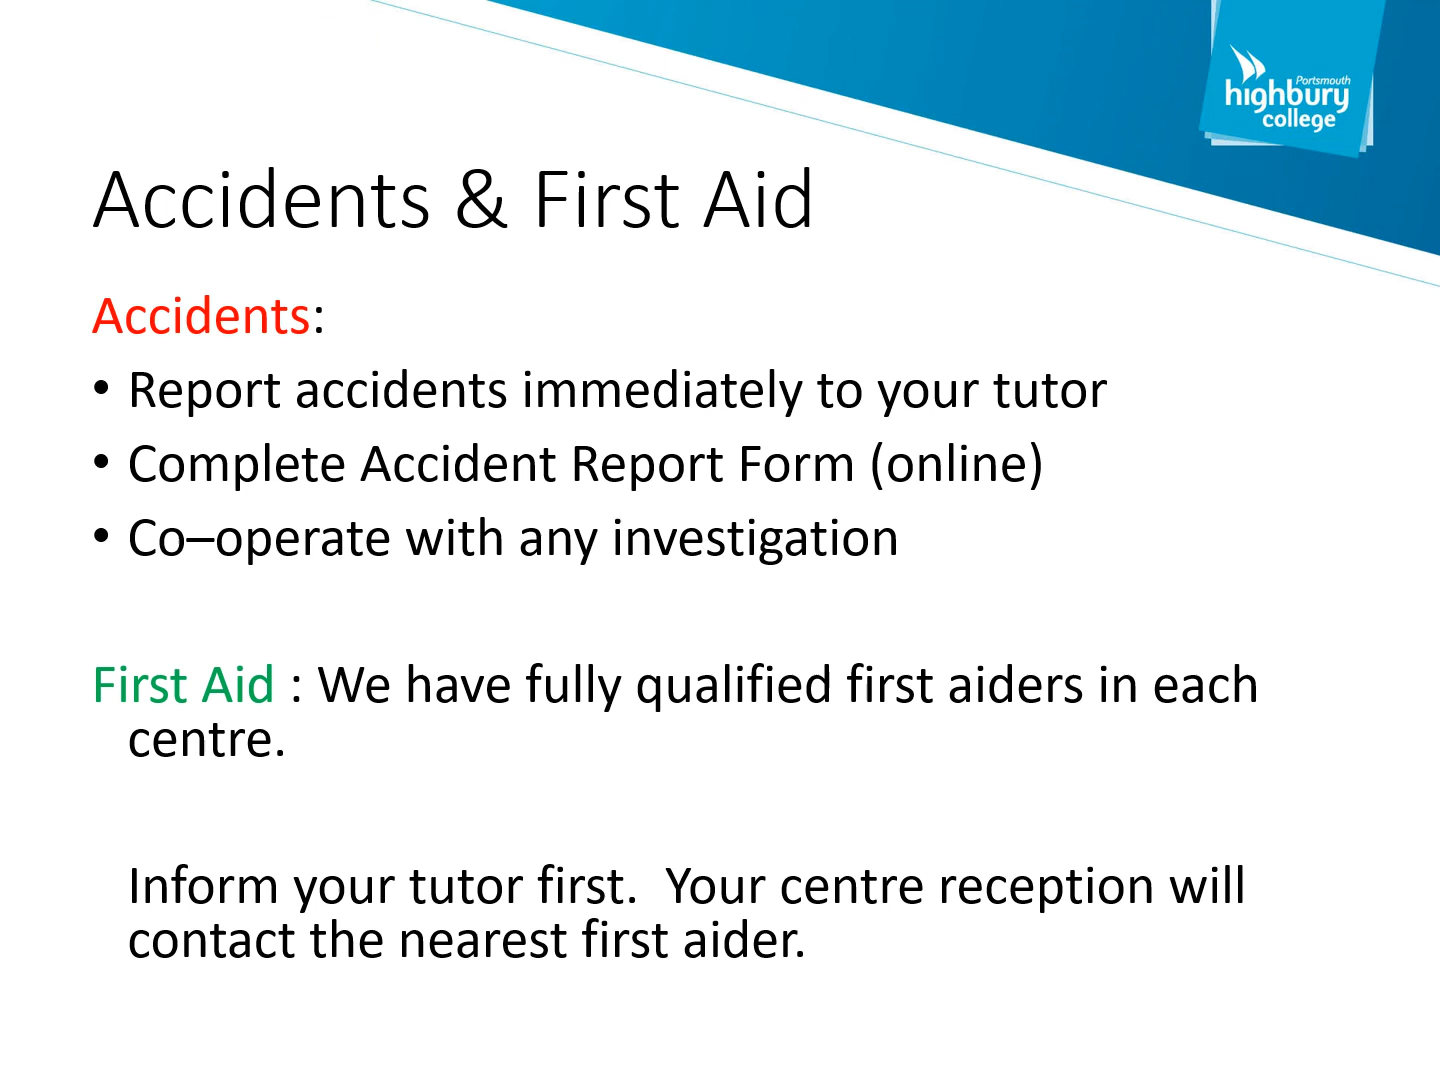 Portsmouth
highbury
college
Accidents & First Aid
Accidents:
• Report accidents immediately to your tutor
• Complete Accident Report Form (online)
• Co–operate with any investigation
First Aid : We have fully qualified first aiders in each
centre.
Inform your tutor first.  Your centre reception will
contact the nearest first aider.